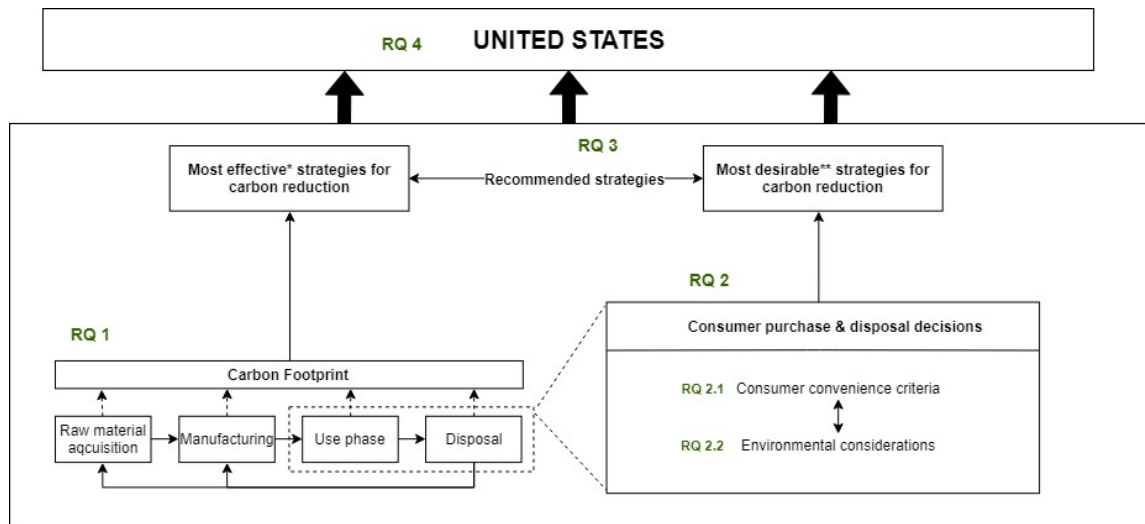 RQ 4 UNITED STATES
RQ 3
Most effective* strategies for
carbon reduction
Recommended strategies
Most desirable** strategies for
carbon reduction
RQ 2
RQ 1
Consumer purchase & disposal decisions
Carbon Footprint
RQ 2.1 Consumer convenience criteria
RQ 2.2 Environmental considerations
Raw material
aqcuisition
Manufacturing
Use phase
Disposal